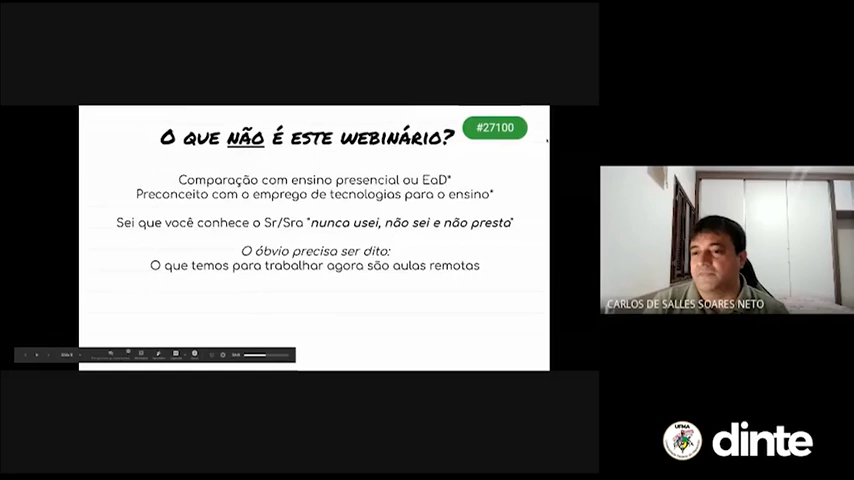 O que não é este webinário?
#27100
Comparação com ensino presencial ou EaD*
Preconceito com o emprego de tecnologias para o ensino*
Sei que você conhece o Sr/Sra "nunca usei, não sei e não presta"
O óbvio precisa ser dito:
O que temos para trabalhar agora são aulas remotas
CARLOS DE SALLES SOARES NETO
UFMA
dinte